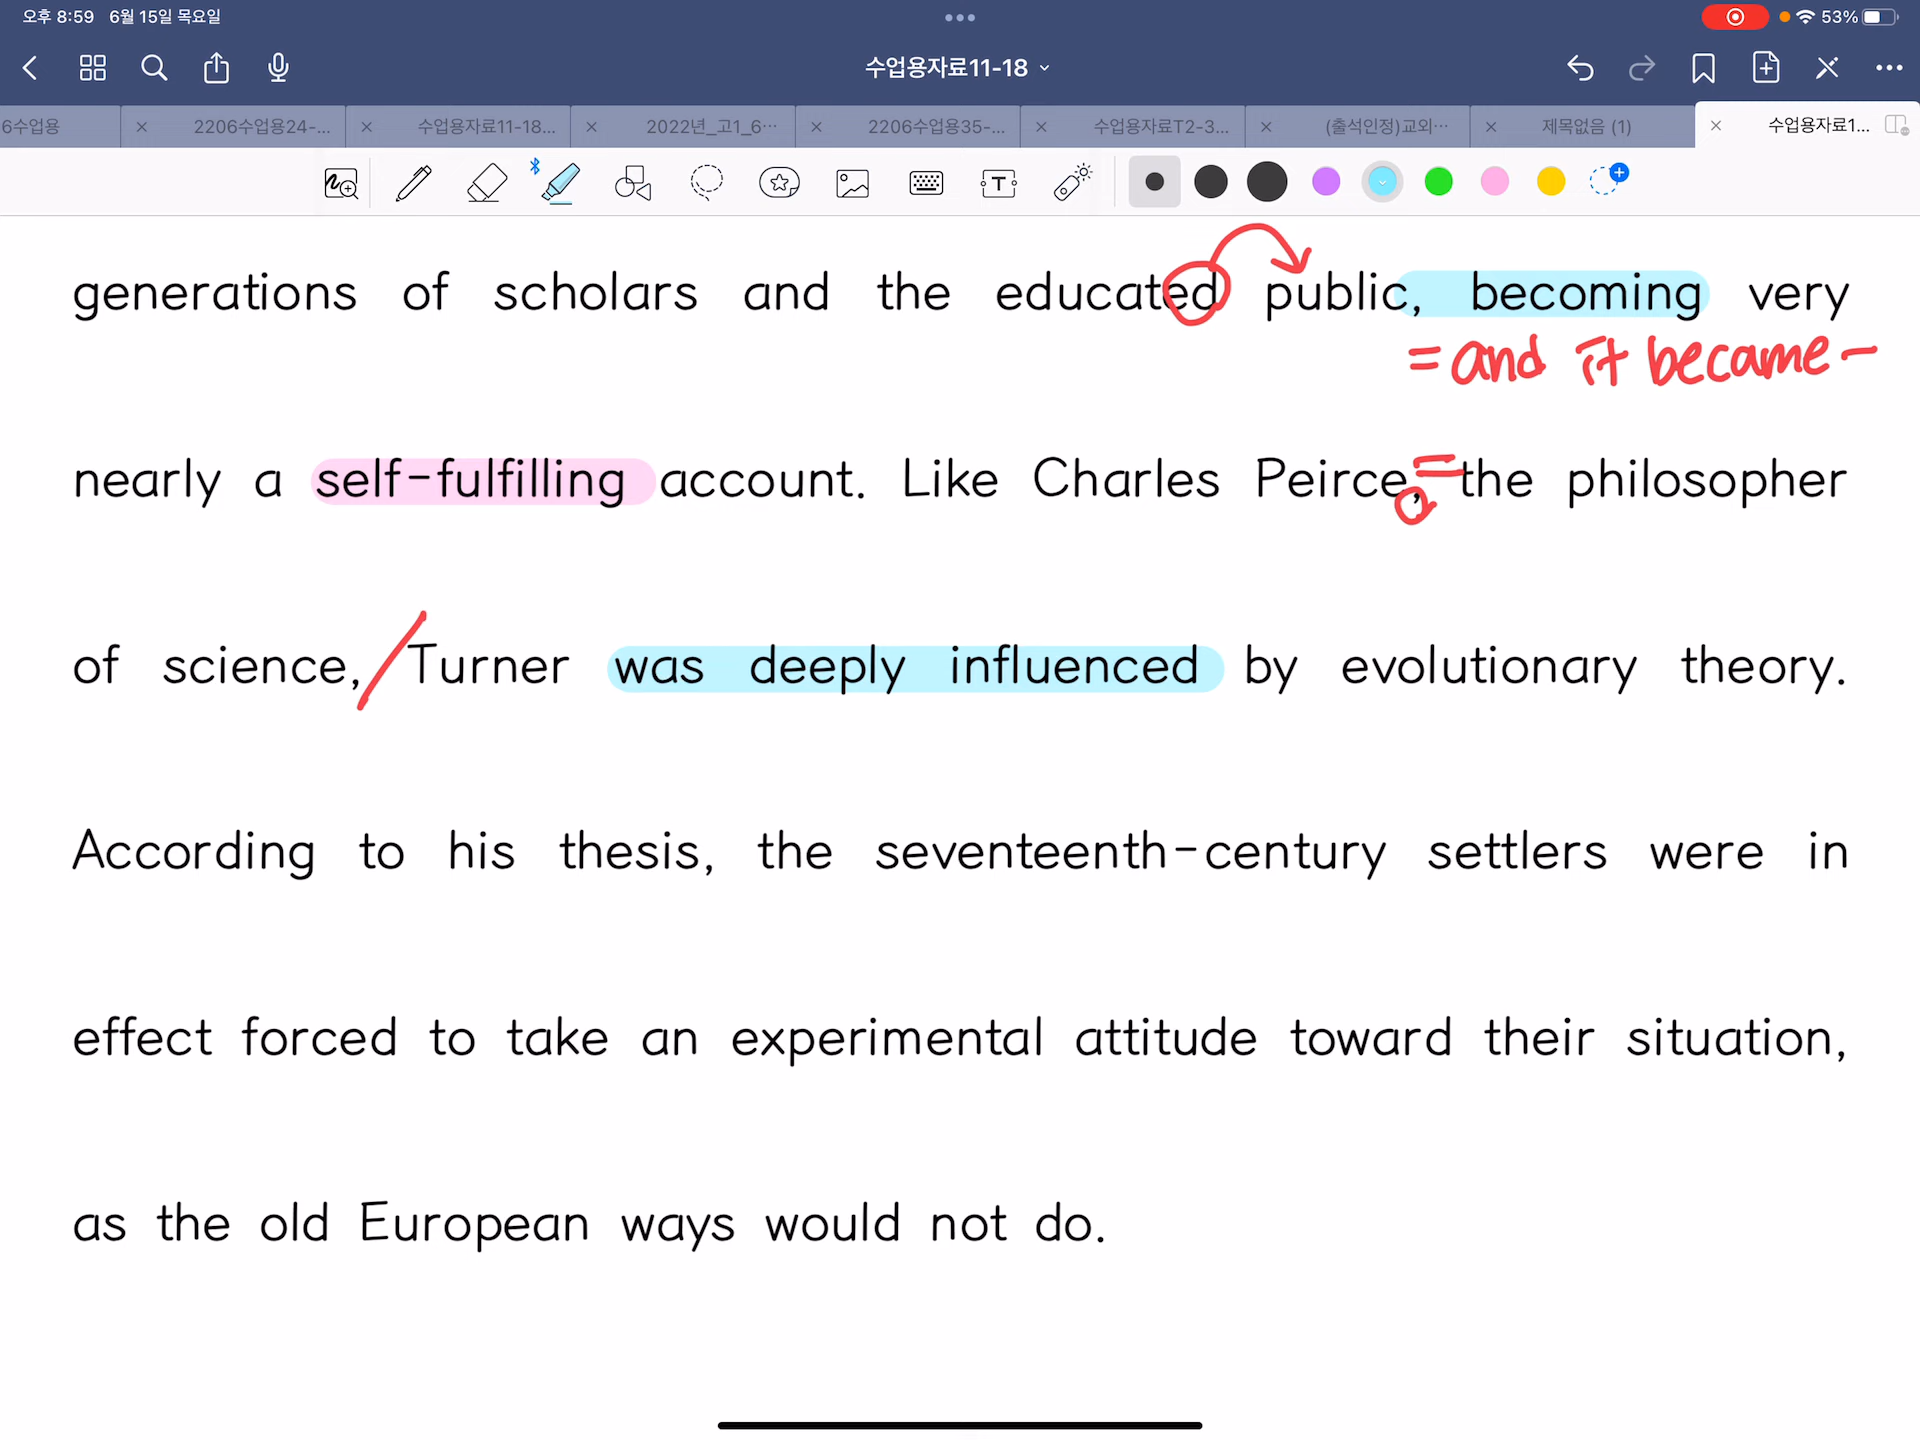 오후 8:59 6월 15일 목요일
53%
수업용자료11-18
6수업용
2206수업용24-...
수업용자료11-18...
2022년_고1_6...
2206수업용35-...
수업용자료T2-3...
(출석인정)교외...
제목없음 (1)
수업용자료1...
generations of scholars and the educated public, becoming very
= and it became ~
nearly a self-fulfilling account. Like Charles Peirce, = the philosopher
of science, / Turner was deeply influenced by evolutionary theory.
According to his thesis, the seventeenth-century settlers were in
effect forced to take an experimental attitude toward their situation,
as the old European ways would not do.